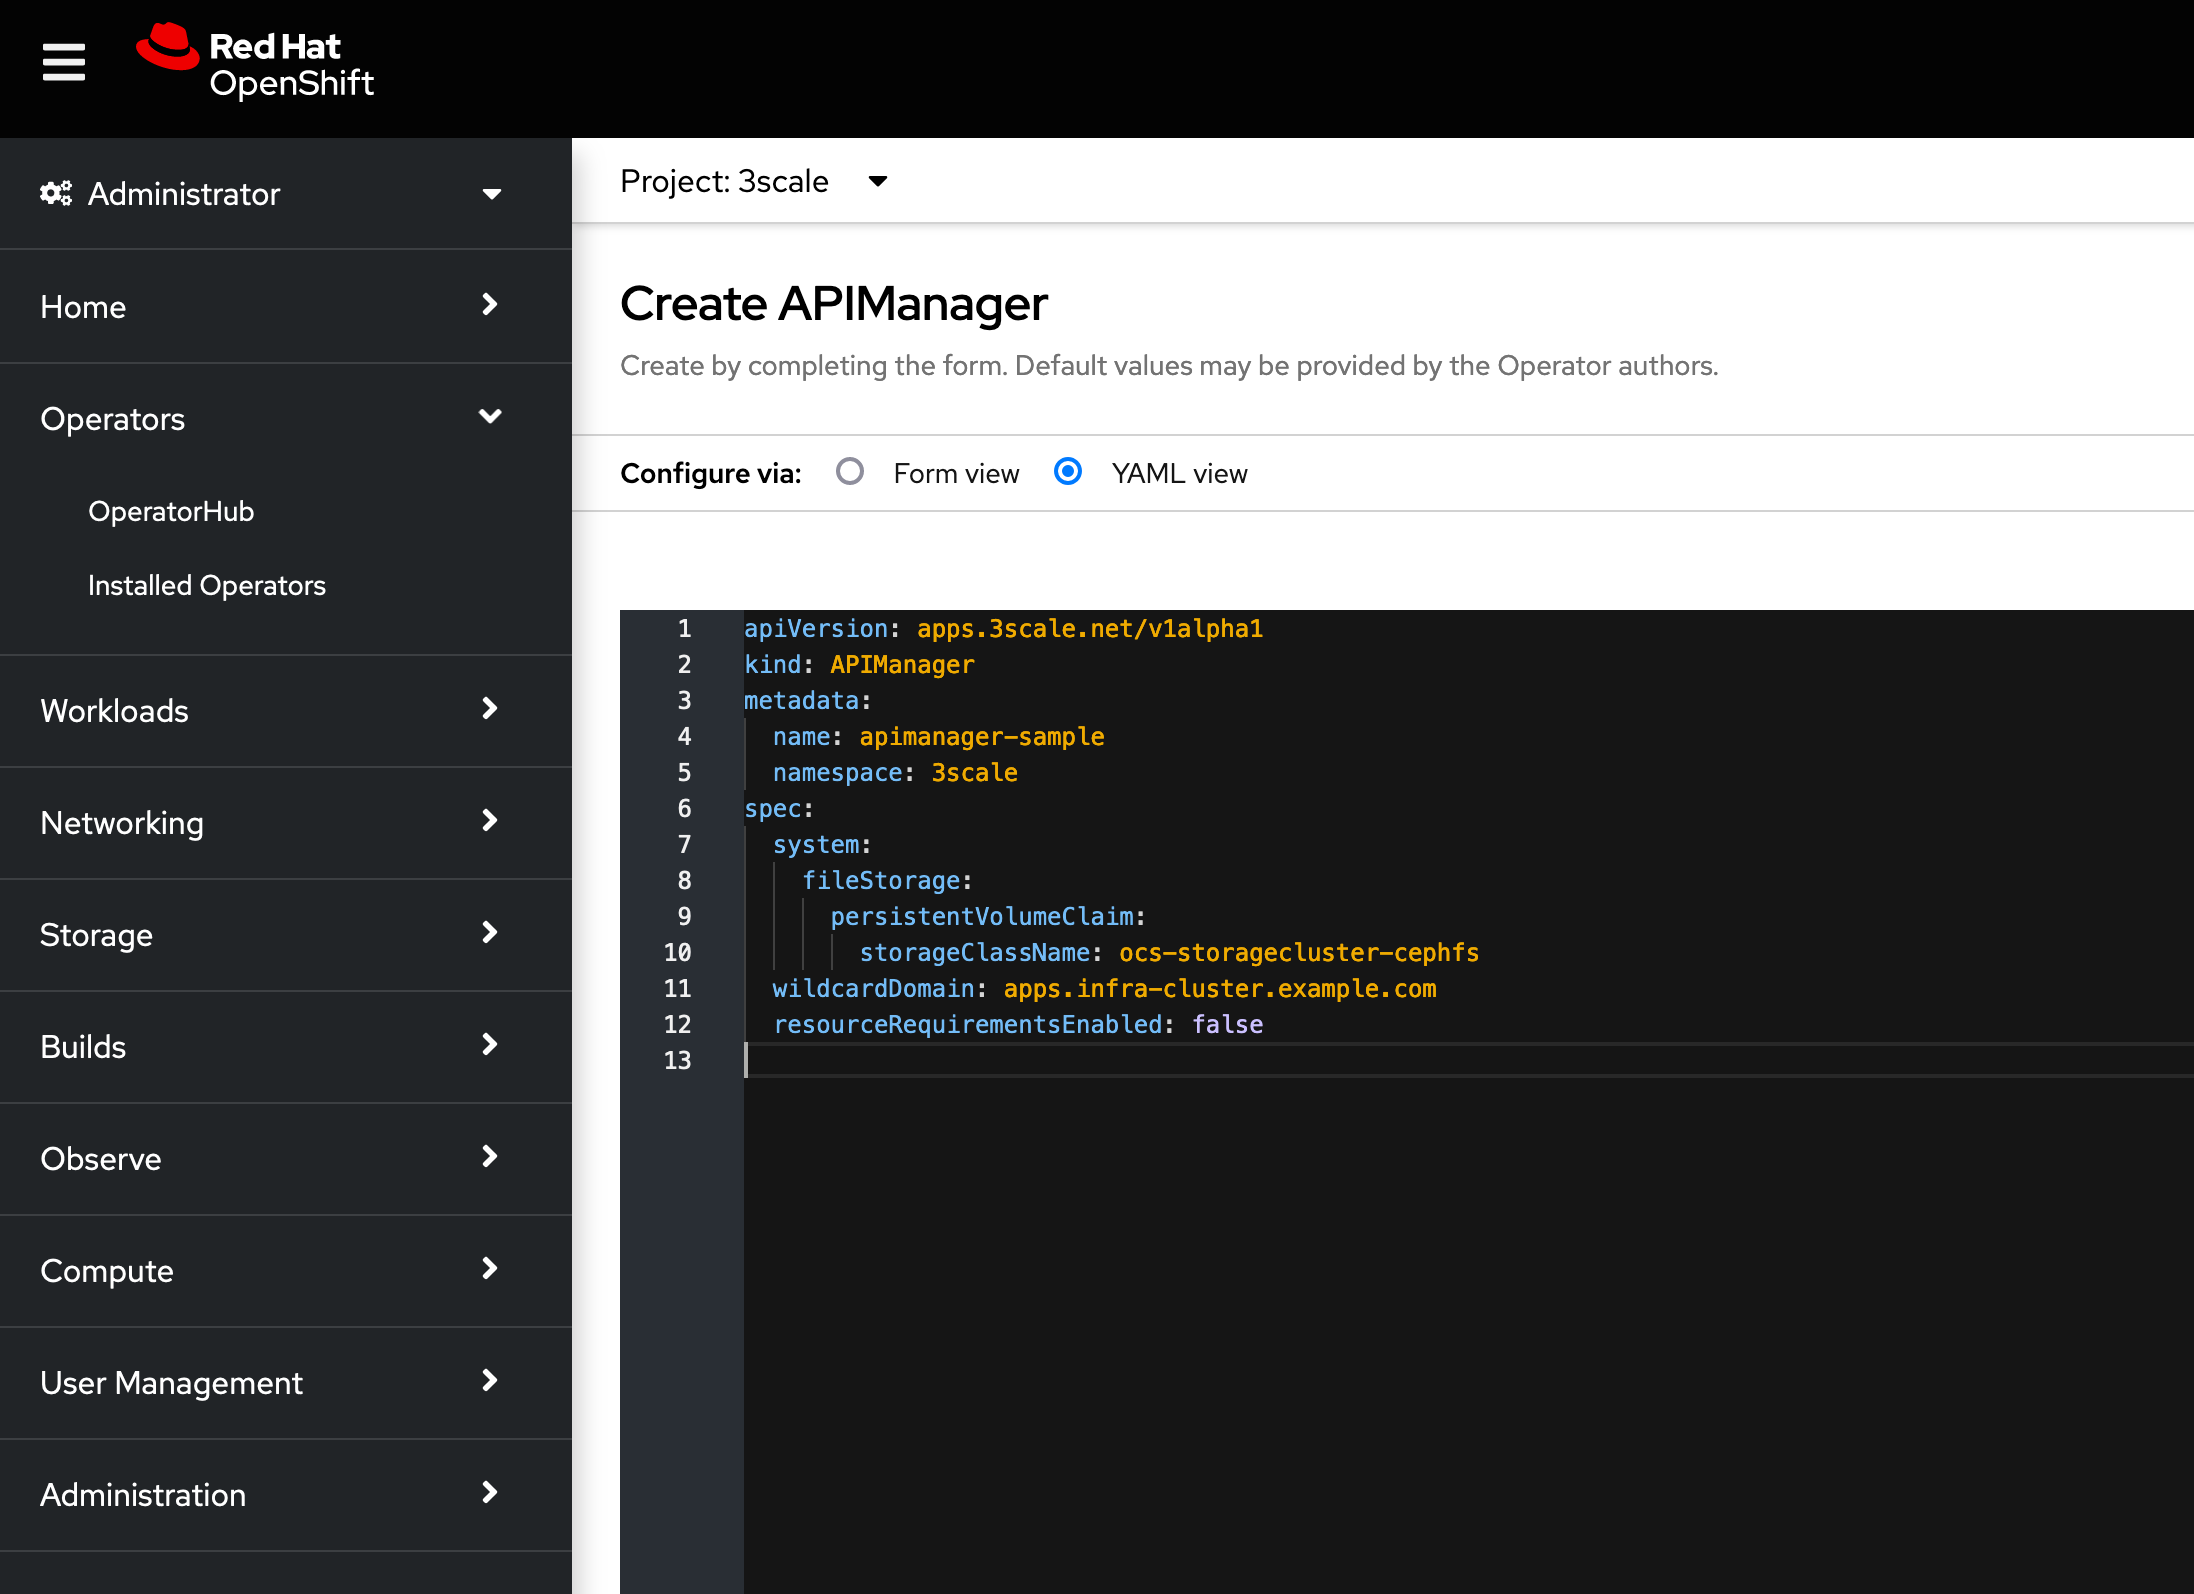 Red Hat
OpenShift
Administrator
Home
Operators
OperatorHub
Installed Operators
Workloads
Networking
Storage
Builds
Observe
Compute
User Management
Administration
Project: 3scale
Create APIManager
Create by completing the form. Default values may be provided by the Operator authors.
Configure via: Form view YAML view
1 apiVersion: apps.3scale.net/v1alpha1
2 kind: APIManager
3 metadata:
4 name: apimanager-sample
5 namespace: 3scale
6 spec:
7 system:
8 fileStorage:
9 persistentVolumeClaim:
10 storageClassName: ocs-storagecluster-cephfs
11 wildcardDomain: apps.infra-cluster.example.com
12 resourceRequirementsEnabled: false
13